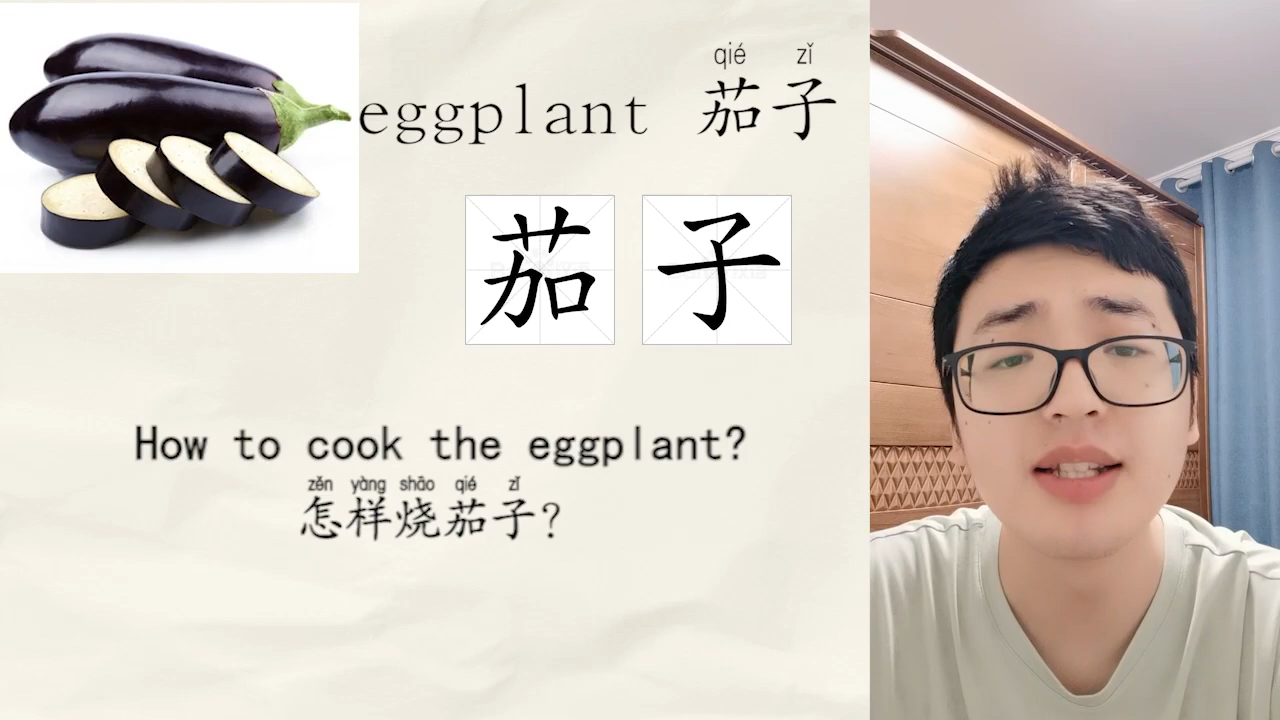 qié zǐ
eggplant 茄子
茄 子
How to cook the eggplant?
zěn yàng shāo qié zǐ
怎样烧茄子?